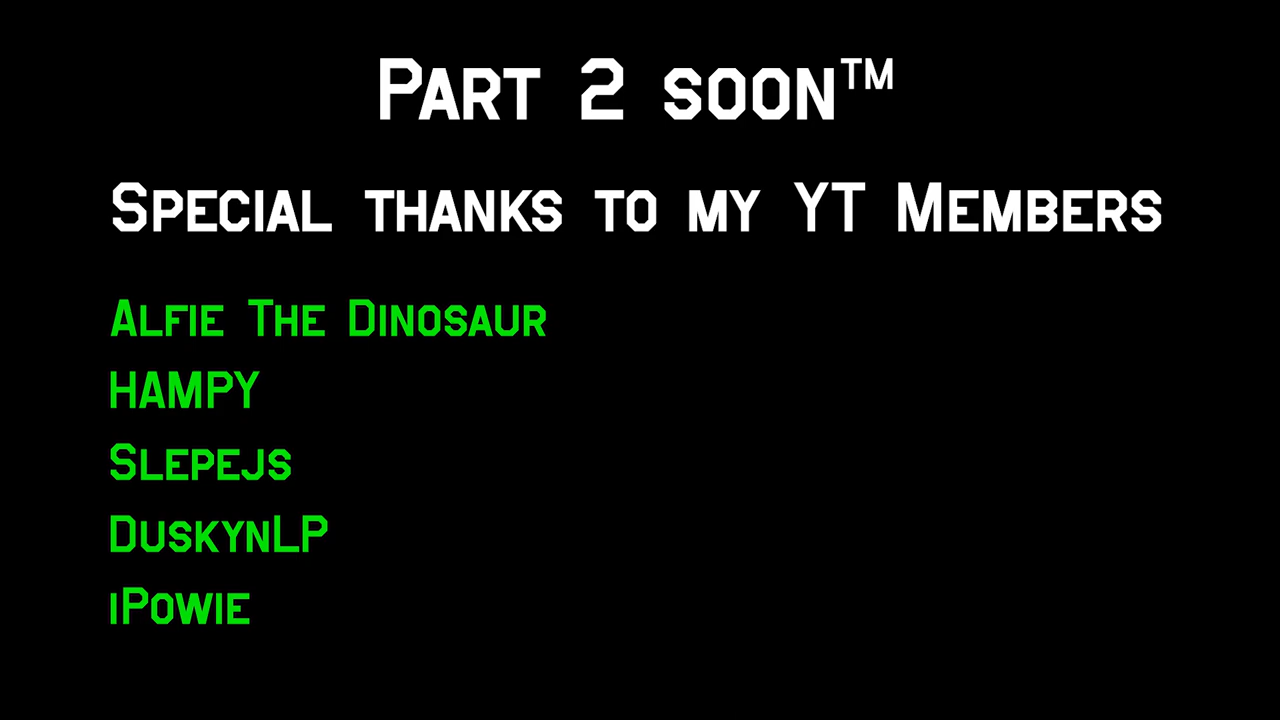 Part 2 soon™
Special thanks to my YT Members
Alfie The Dinosaur
HAMPY
Slepejs
DuskynLP
iPowie